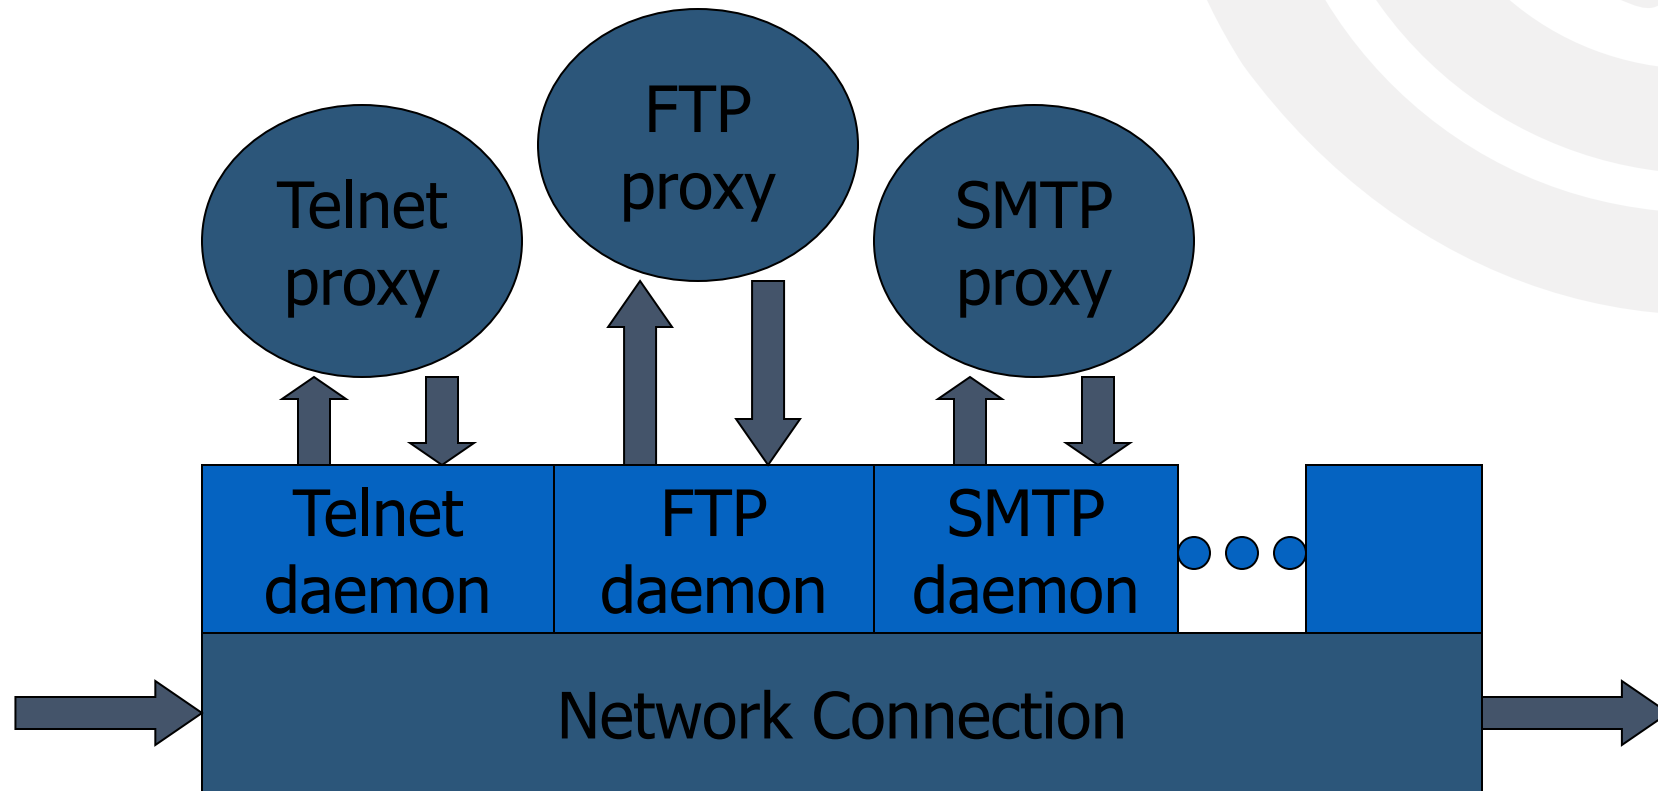 FTP
proxy
Telnet
proxy
SMTP
proxy
Telnet
daemon
FTP
daemon
SMTP
daemon
Network Connection